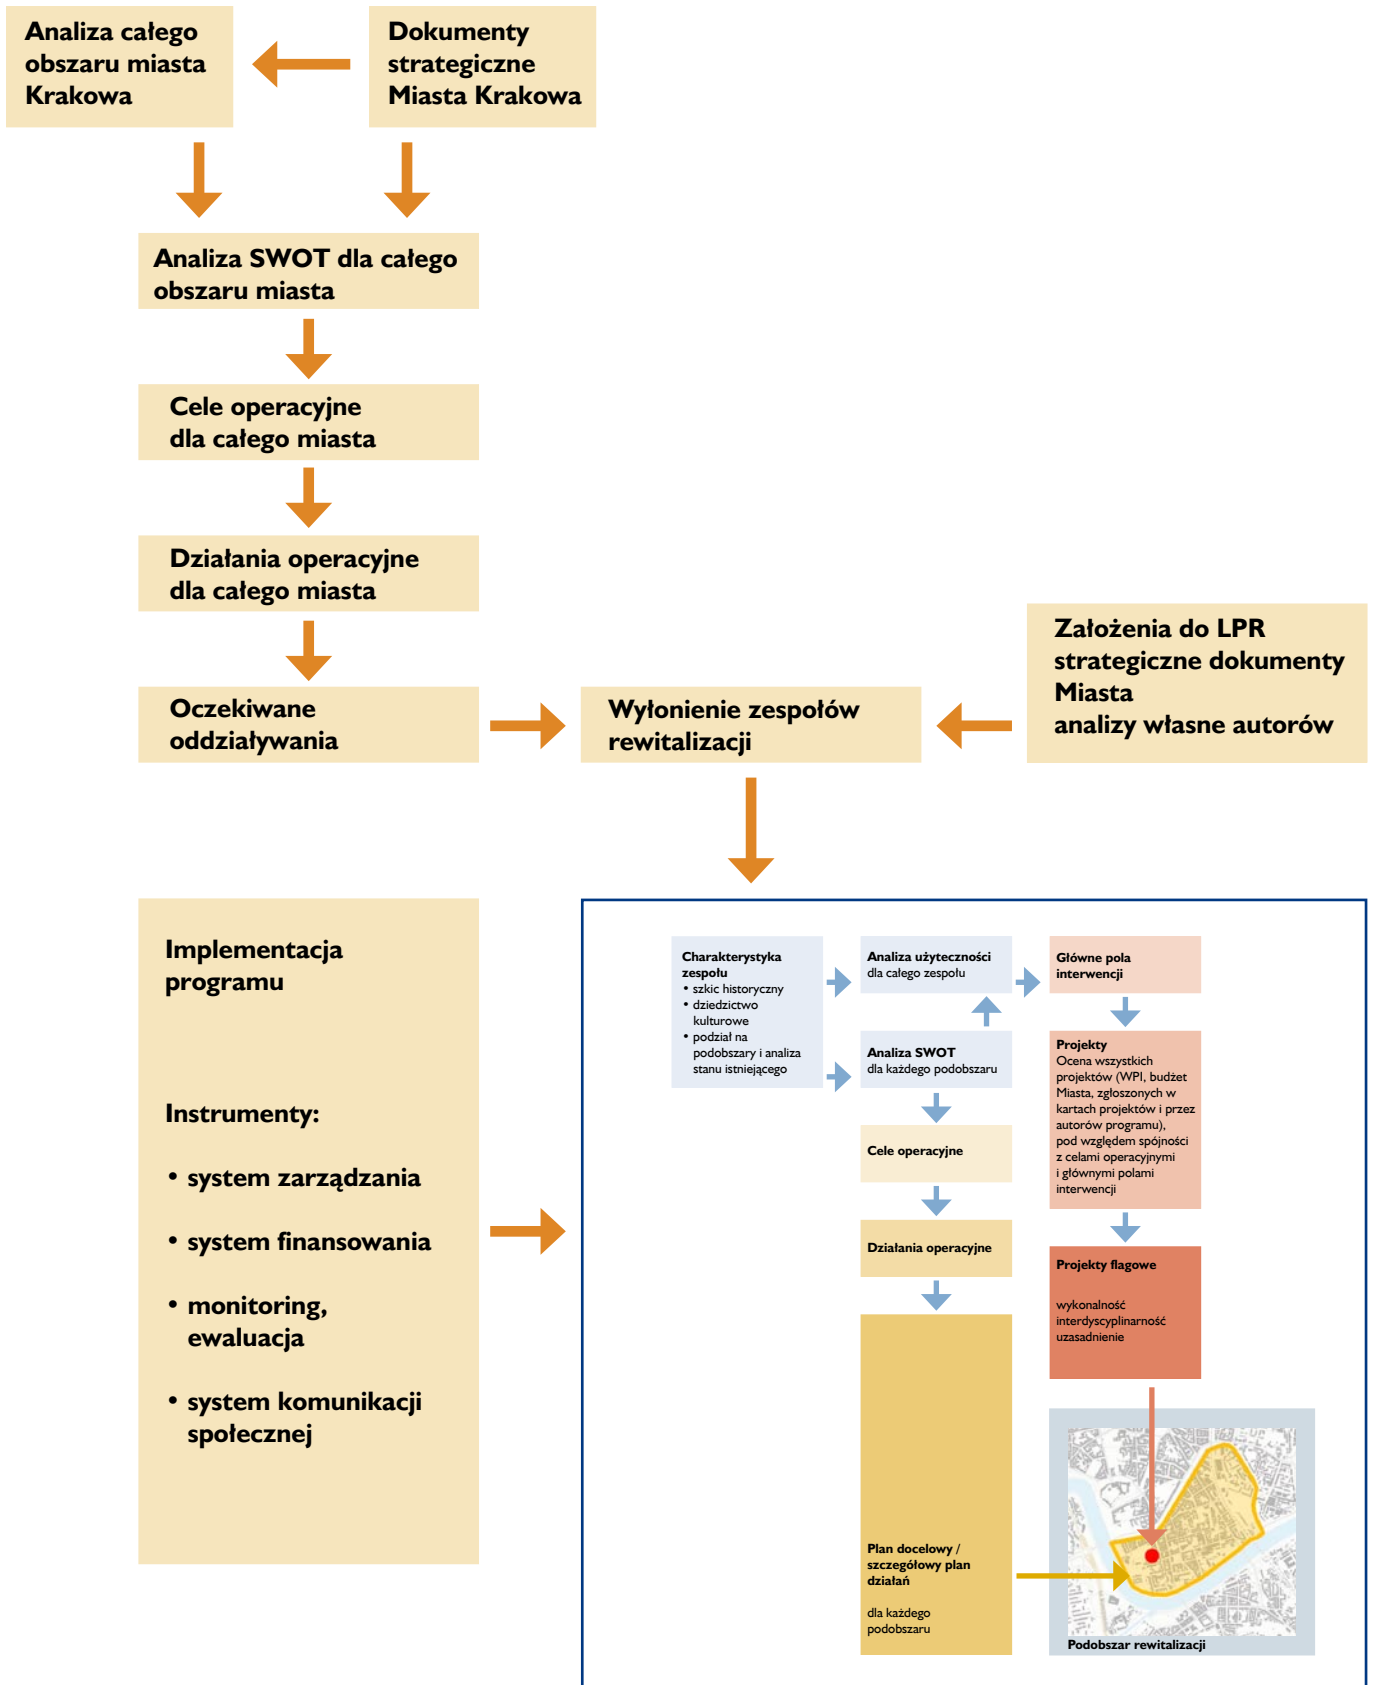 Analiza całego
obszaru miasta
Krakowa
Dokumenty
strategiczne
Miasta Krakowa
Analiza SWOT dla całego
obszaru miasta
Cele operacyjne
dla całego miasta
Działania operacyjne
dla całego miasta
Oczekiwane
oddziaływania
Wyłonienie zespołów
rewitalizacji
Założenia do LPR
strategiczne dokumenty
Miasta
analizy własne autorów
Implementacja
programu
Instrumenty:
• system zarządzania
• system finansowania
• monitoring,
ewaluacja
• system komunikacji
społecznej
Charakterystyka
zespołu
• szkic historyczny
• dziedzictwo
kulturowe
• podział na
podobszary i analiza
stanu istniejącego
Analiza użyteczności
dla całego zespołu
Analiza SWOT
dla każdego podobszaru
Cele operacyjne
Działania operacyjne
Plan docelowy /
szczegółowy plan
działań
dla każdego
podobszaru
Główne pola
interwencji
Projekty
Ocena wszystkich
projektów (WPI, budżet
Miasta, zgłoszonych w
kartach projektów i przez
autorów programu),
pod względem spójności
z celami operacyjnymi
i głównymi polami
interwencji
Projekty flagowe
wykonalność
interdyscyplinarność
uzasadnienie
Podobszar rewitalizacji